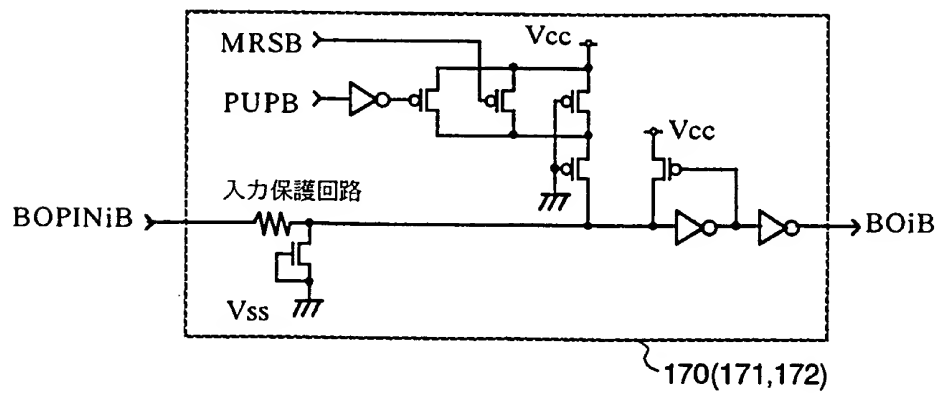 MRSB
Vcc
PUPB
Vcc
入力保護回路
BOPINiB
BOiB
Vss
170(171,172)